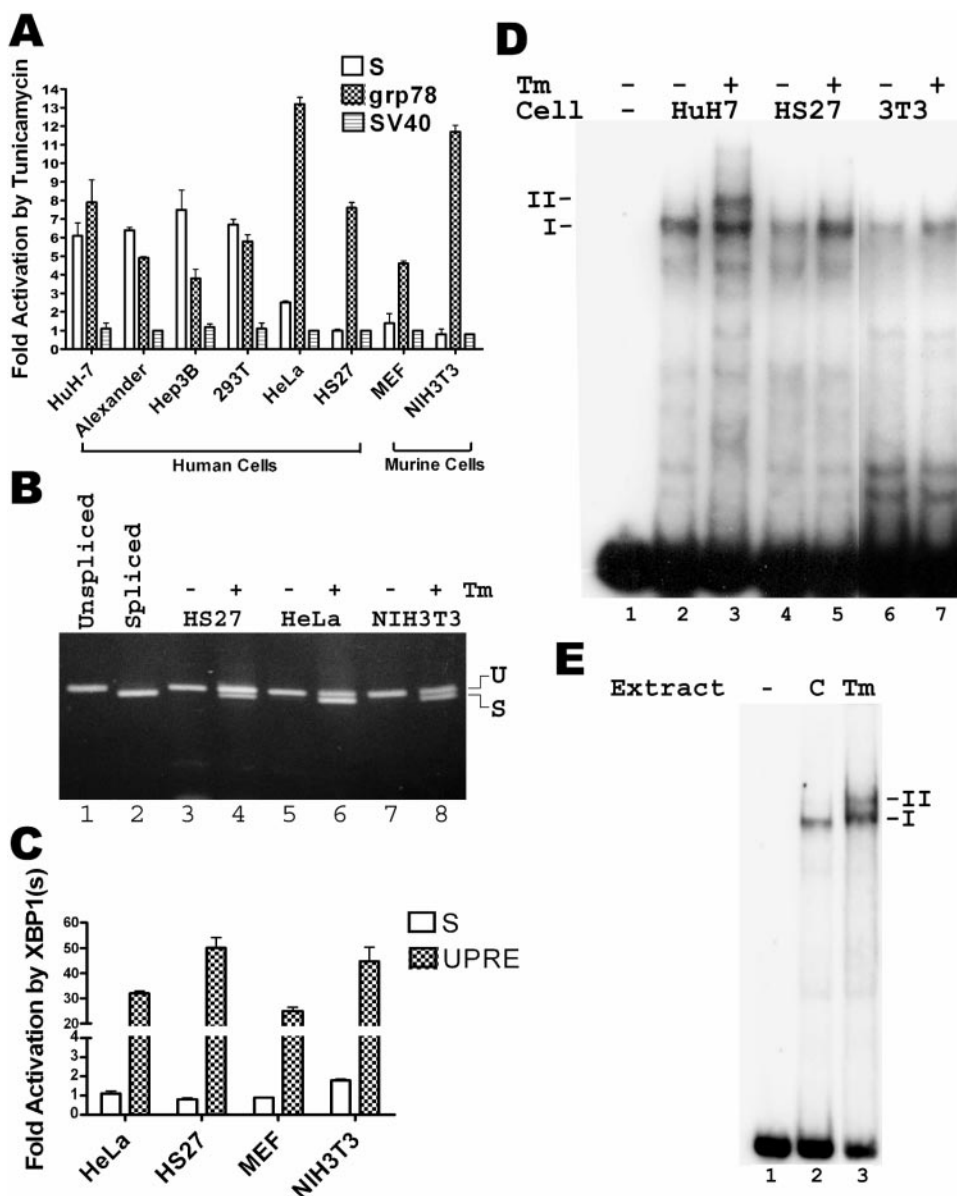 A
Fold Activation by Tunicamycin
14
13
12
11
10
9
8
7
6
5
4
3
2
1
0
S
grp78
SV40
HuH-7
Alexander
Hep3B
293T
HeLa
HS27
MEF
NIH3T3
Human Cells
Murine Cells
B
Unspliced
Spliced
- + - + - + Tm
HS27 HeLa NIH3T3
U
S
1 2 3 4 5 6 7 8
C
Fold Activation by XBP1(s)
60
50
40
30
20
4
3
2
1
0
S
UPRE
HeLa
HS27
MEF
NIH3T3
D
Tm - - + - + - +
Cell - HuH7 HS27 3T3
II-
I-
1 2 3 4 5 6 7
E
Extract - C Tm
-II
-I
1 2 3